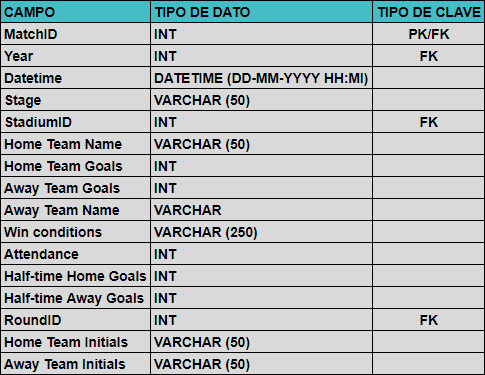 CAMPO TIPO DE DATO TIPO DE CLAVE
MatchID INT PK/FK
Year INT FK
Datetime DATETIME (DD-MM-YYYY HH:MI)
Stage VARCHAR (50)
StadiumID INT FK
Home Team Name VARCHAR (50)
Home Team Goals INT
Away Team Goals INT
Away Team Name VARCHAR
Win conditions VARCHAR (250)
Attendance INT
Half-time Home Goals INT
Half-time Away Goals INT
RoundID INT FK
Home Team Initials VARCHAR (50)
Away Team Initials VARCHAR (50)